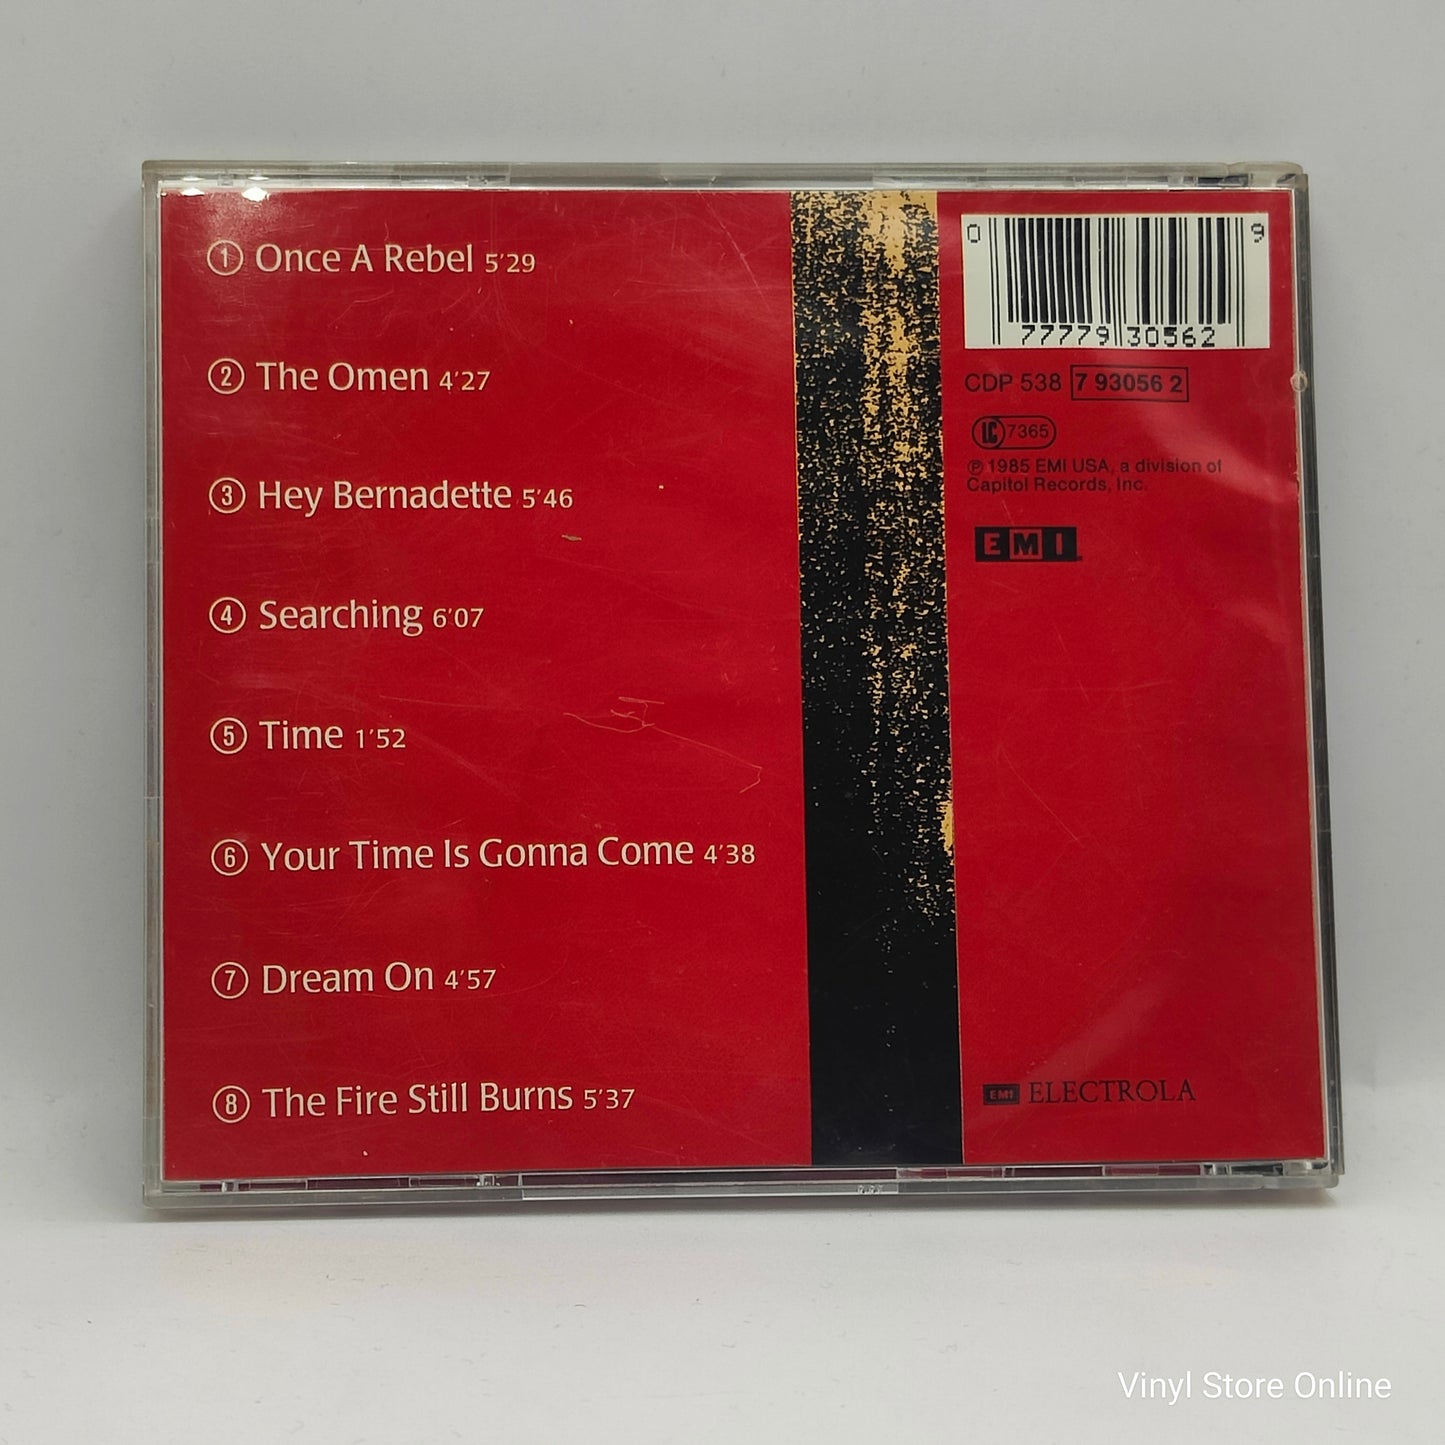 ① Once A Rebel 5'29
② The Omen 4'27
③ Hey Bernadette 5'46
④ Searching 6'07
⑤ Time 1'52
⑥ Your Time Is Gonna Come 4'38
⑦ Dream On 4'57
⑧ The Fire Still Burns 5'37
0 77779 30562 9
CDP 538 7 93056 2
LC 7365
℗ 1985 EMI USA, a division of
Capitol Records, Inc.
EMI
EMI ELECTROLA
Vinyl Store Online